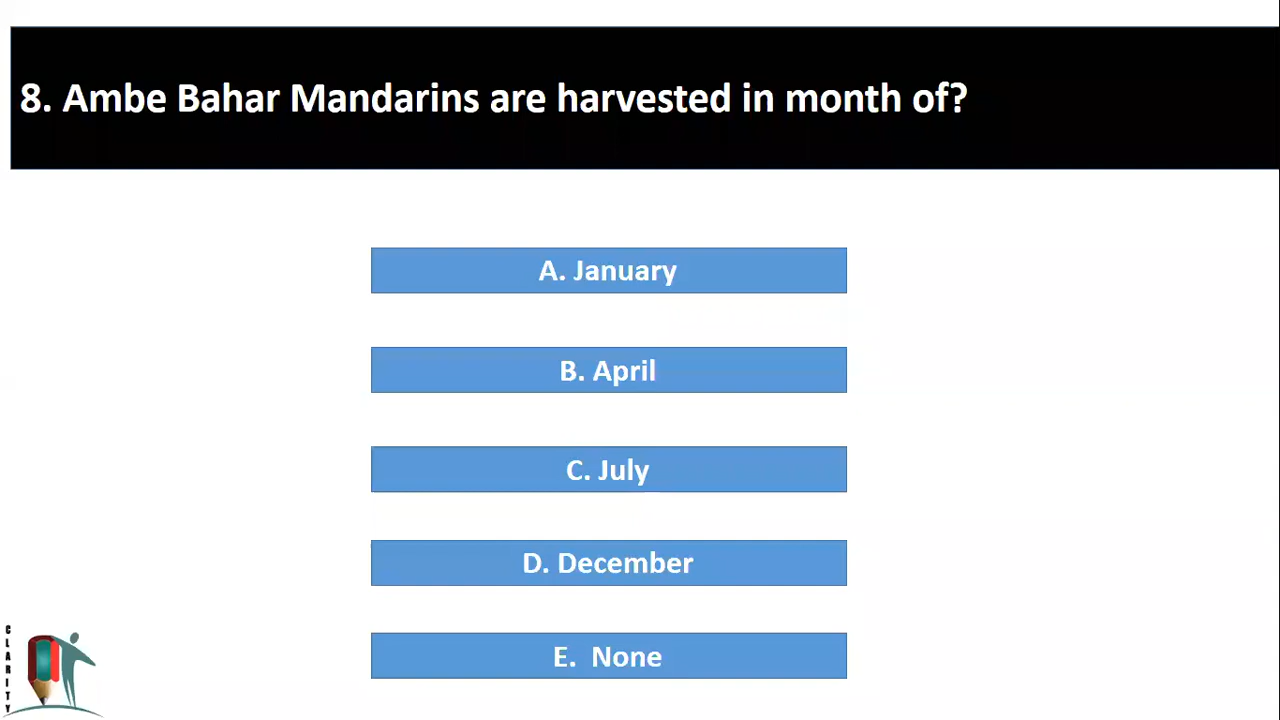 8. Ambe Bahar Mandarins are harvested in month of?
A. January
B. April
C. July
D. December
E. None
CLARITY